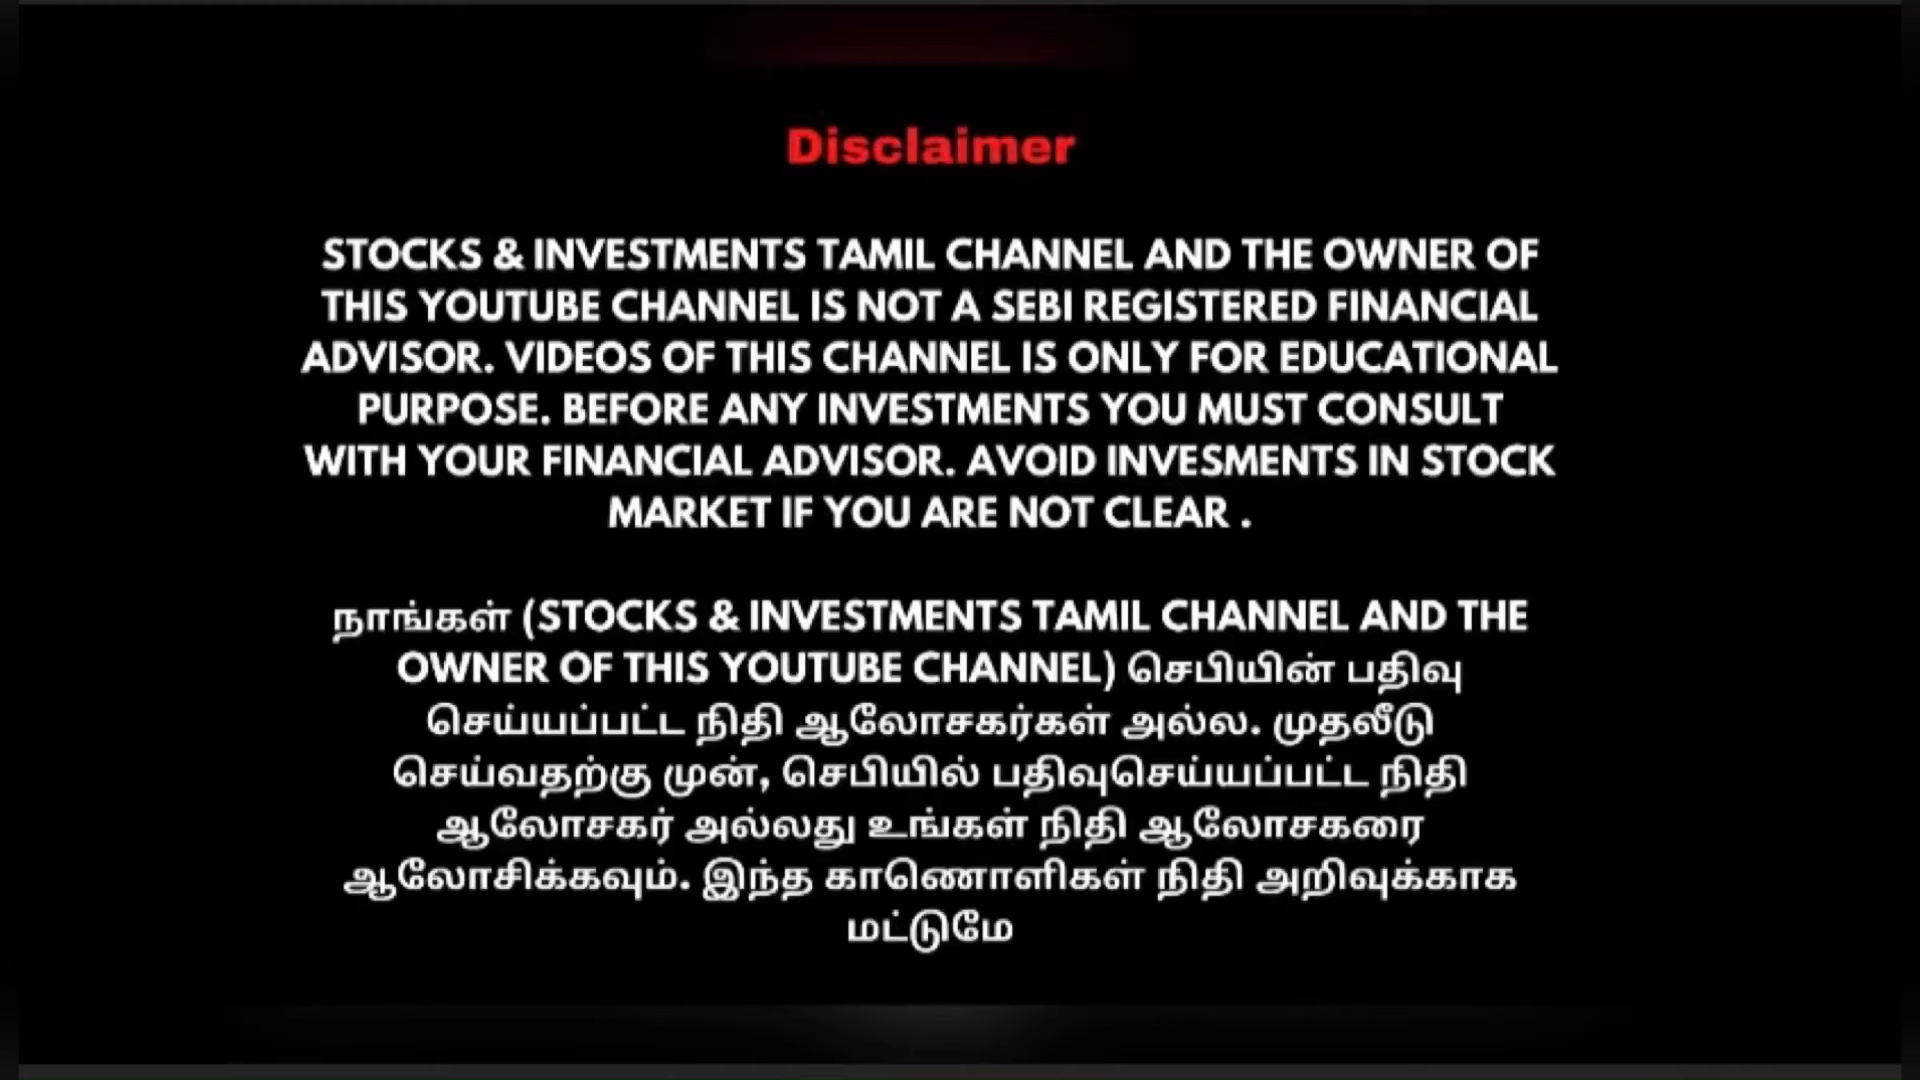 Disclaimer
STOCKS & INVESTMENTS TAMIL CHANNEL AND THE OWNER OF
THIS YOUTUBE CHANNEL IS NOT A SEBI REGISTERED FINANCIAL
ADVISOR. VIDEOS OF THIS CHANNEL IS ONLY FOR EDUCATIONAL
PURPOSE. BEFORE ANY INVESTMENTS YOU MUST CONSULT
WITH YOUR FINANCIAL ADVISOR. AVOID INVESMENTS IN STOCK
MARKET IF YOU ARE NOT CLEAR .
நாங்கள் (STOCKS & INVESTMENTS TAMIL CHANNEL AND THE
OWNER OF THIS YOUTUBE CHANNEL) செபியின் பதிவு
செய்யப்பட்ட நிதி ஆலோசகர்கள் அல்ல. முதலீடு
செய்வதற்கு முன், செபியில் பதிவுசெய்யப்பட்ட நிதி
ஆலோசகர் அல்லது உங்கள் நிதி ஆலோசகரை
ஆலோசிக்கவும். இந்த காணொளிகள் நிதி அறிவுக்காக
மட்டுமே